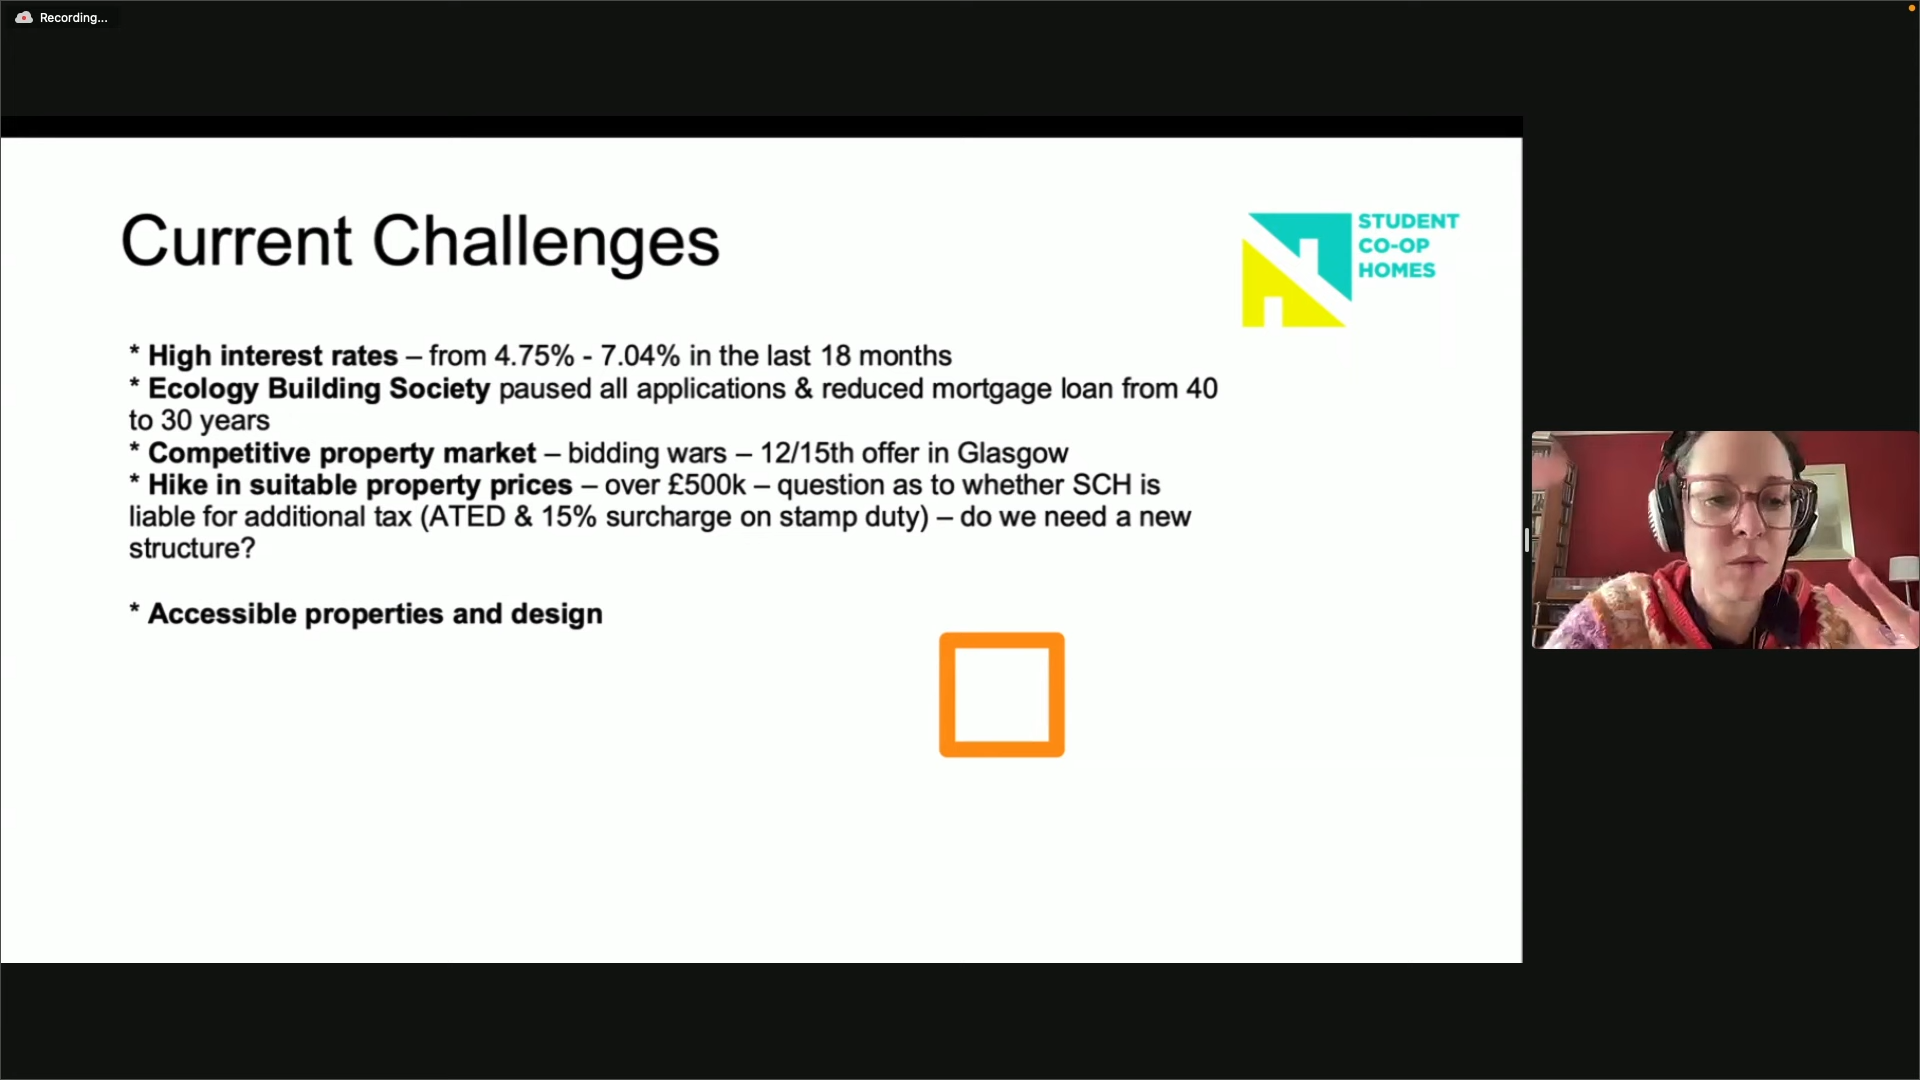 Recording...
Current Challenges
STUDENT
CO-OP
HOMES
* High interest rates – from 4.75% - 7.04% in the last 18 months
* Ecology Building Society paused all applications & reduced mortgage loan from 40
to 30 years
* Competitive property market – bidding wars – 12/15th offer in Glasgow
* Hike in suitable property prices – over £500k – question as to whether SCH is
liable for additional tax (ATED & 15% surcharge on stamp duty) – do we need a new
structure?
* Accessible properties and design